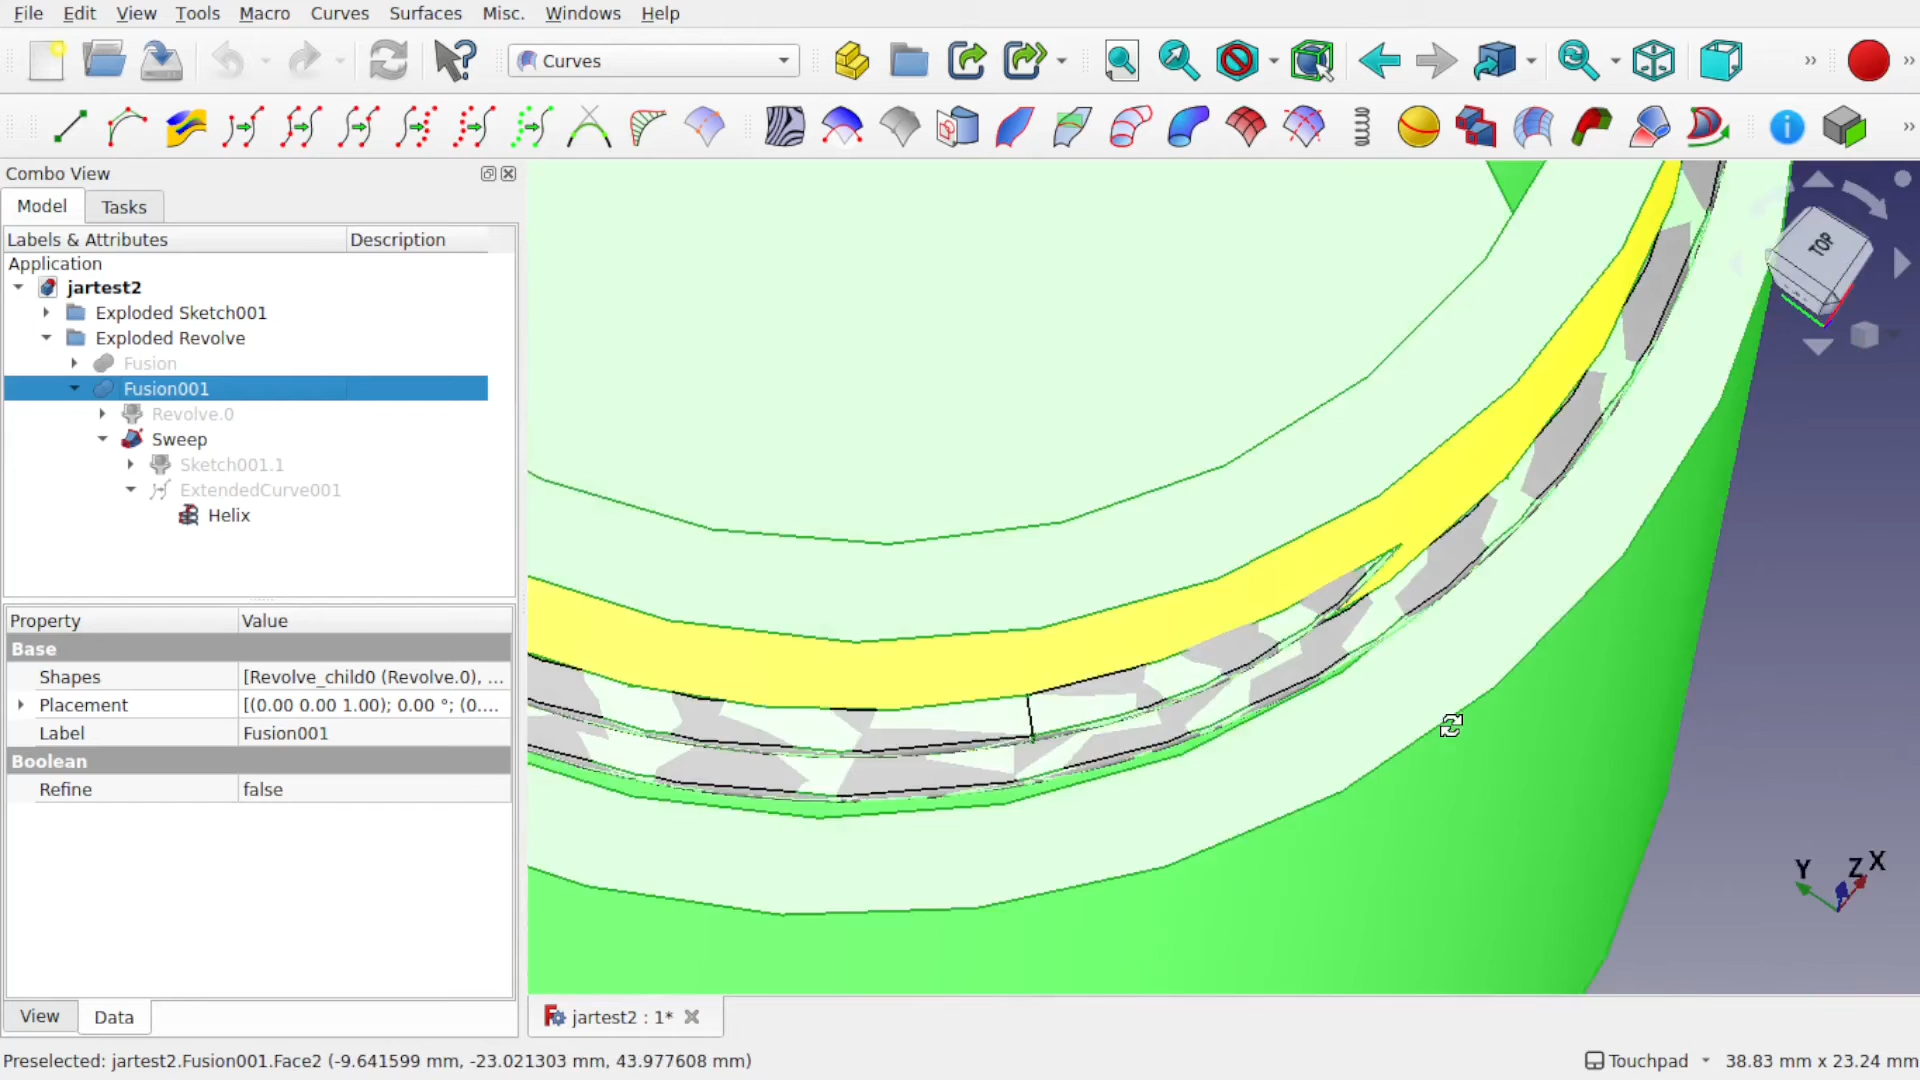 File Edit View Tools Macro Curves Surfaces Misc. Windows Help
Curves
Combo View
Model Tasks
Labels & Attributes Description
Application
jartest2
Exploded Sketch001
Exploded Revolve
Fusion
Fusion001
Revolve.0
Sweep
Sketch001.1
ExtendedCurve001
Helix
Property Value
Base
Shapes [Revolve_child0 (Revolve.0), ...
Placement [(0.00 0.00 1.00); 0.00 °; (0....
Label Fusion001
Boolean
Refine false
View Data
TOP
Y Z X
jartest2 : 1*
Preselected: jartest2.Fusion001.Face2 (-9.641599 mm, -23.021303 mm, 43.977608 mm)
Touchpad 38.83 mm x 23.24 mm